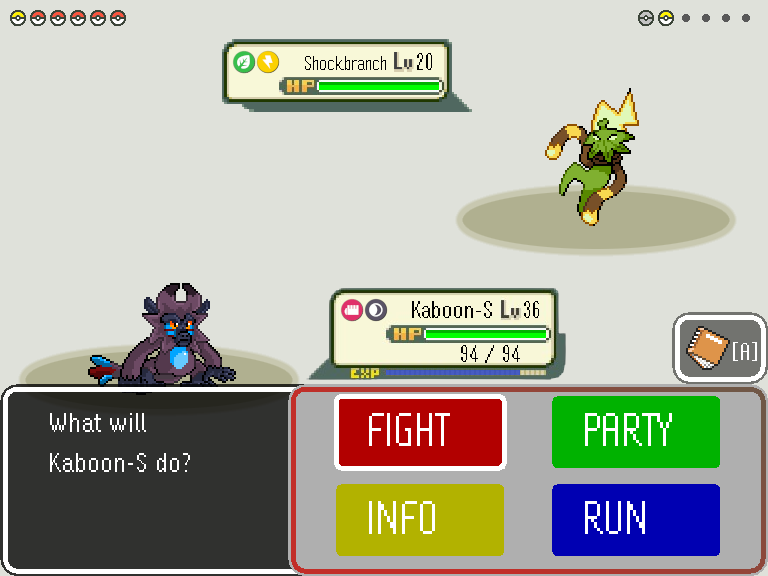 Shockbranch Lv20
HP
Kaboon-S Lv36
HP
94 / 94
EXP
[A]
What will
Kaboon-S do?
FIGHT
PARTY
INFO
RUN